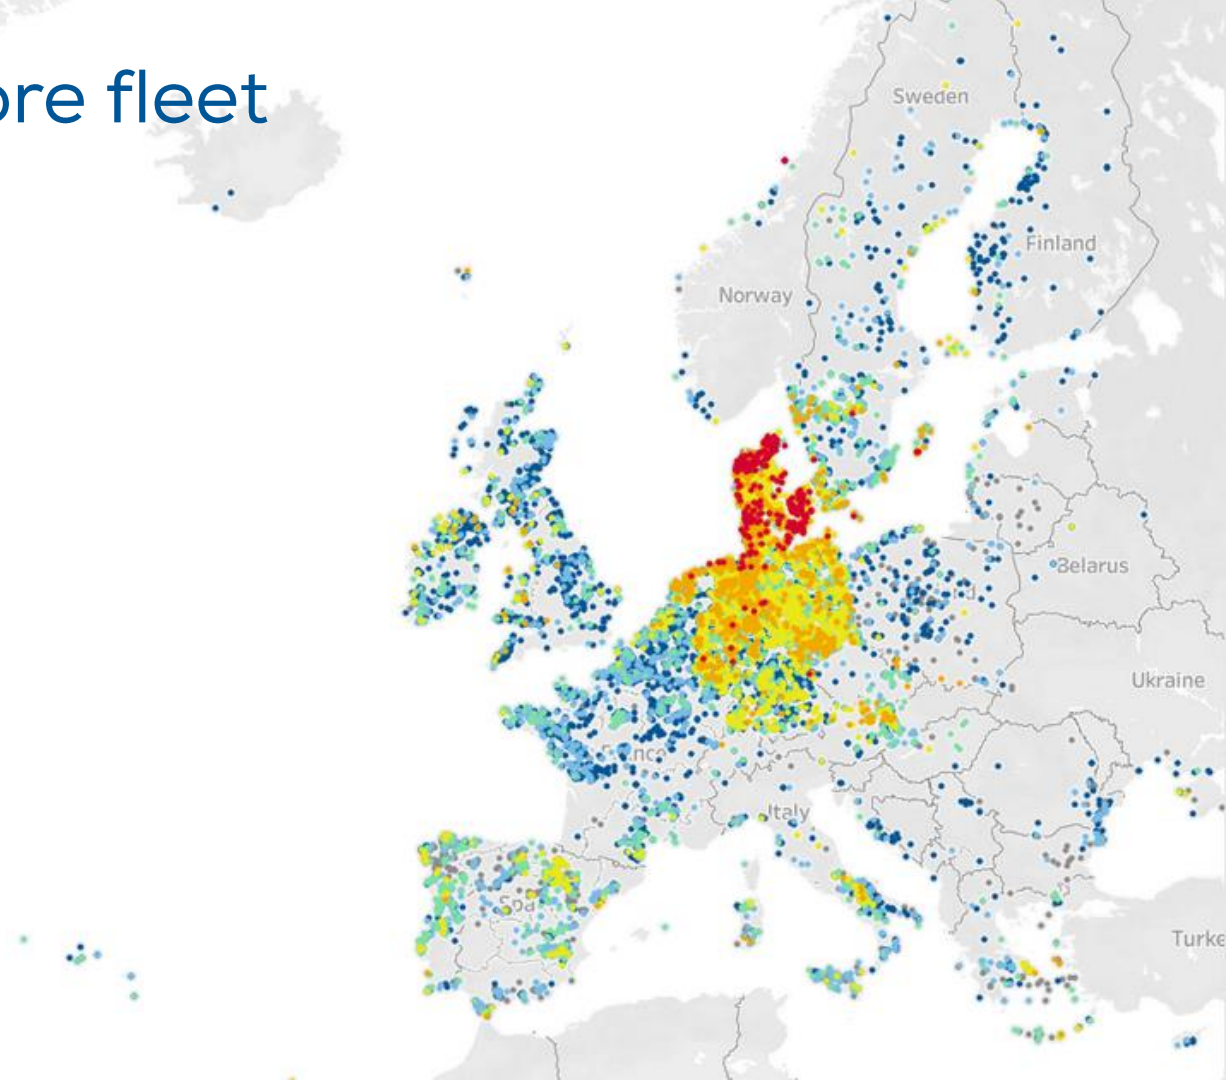 ore fleet
Sweden
Finland
Norway
Belarus
Ukraine
Italy
Turke